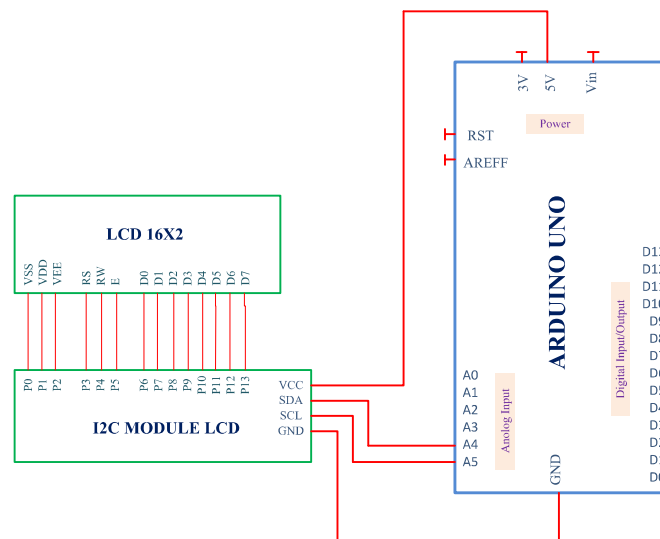 3V
5V
Vin
Power
RST
AREFF
ARDUINO UNO
LCD 16X2
VSS
VDD
VEE
RS
RW
E
D0
D1
D2
D3
D4
D5
D6
D7
P0
P1
P2
P3
P4
P5
P6
P7
P8
P9
P10
P11
P12
P13
I2C MODULE LCD
VCC
SDA
SCL
GND
A0
A1
A2
A3
A4
A5
Anolog Input
Digital Input/Output
D11
D10
GND